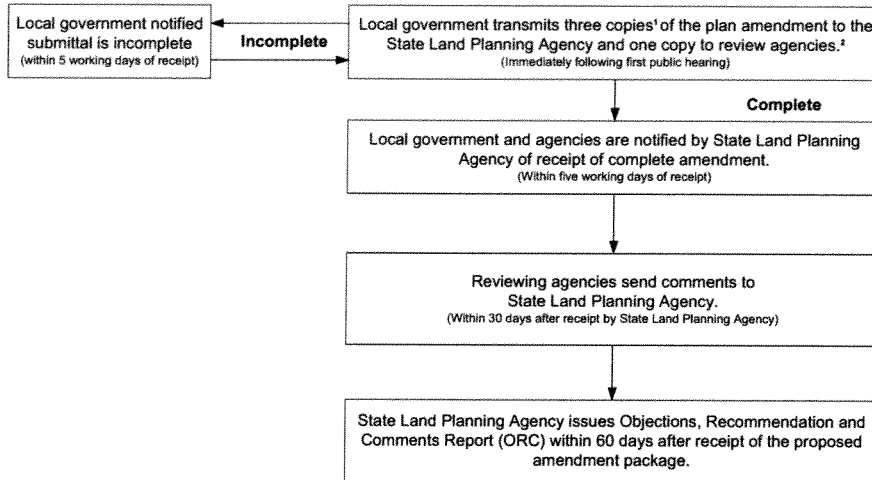 Local government notified
submittal is incomplete
(within 5 working days of receipt)
Incomplete
Local government transmits three copies¹ of the plan amendment to the
State Land Planning Agency and one copy to review agencies.²
(Immediately following first public hearing)
Complete
Local government and agencies are notified by State Land Planning
Agency of receipt of complete amendment.
(Within five working days of receipt)
Reviewing agencies send comments to
State Land Planning Agency.
(Within 30 days after receipt by State Land Planning Agency)
State Land Planning Agency issues Objections, Recommendation and
Comments Report (ORC) within 60 days after receipt of the proposed
amendment package.